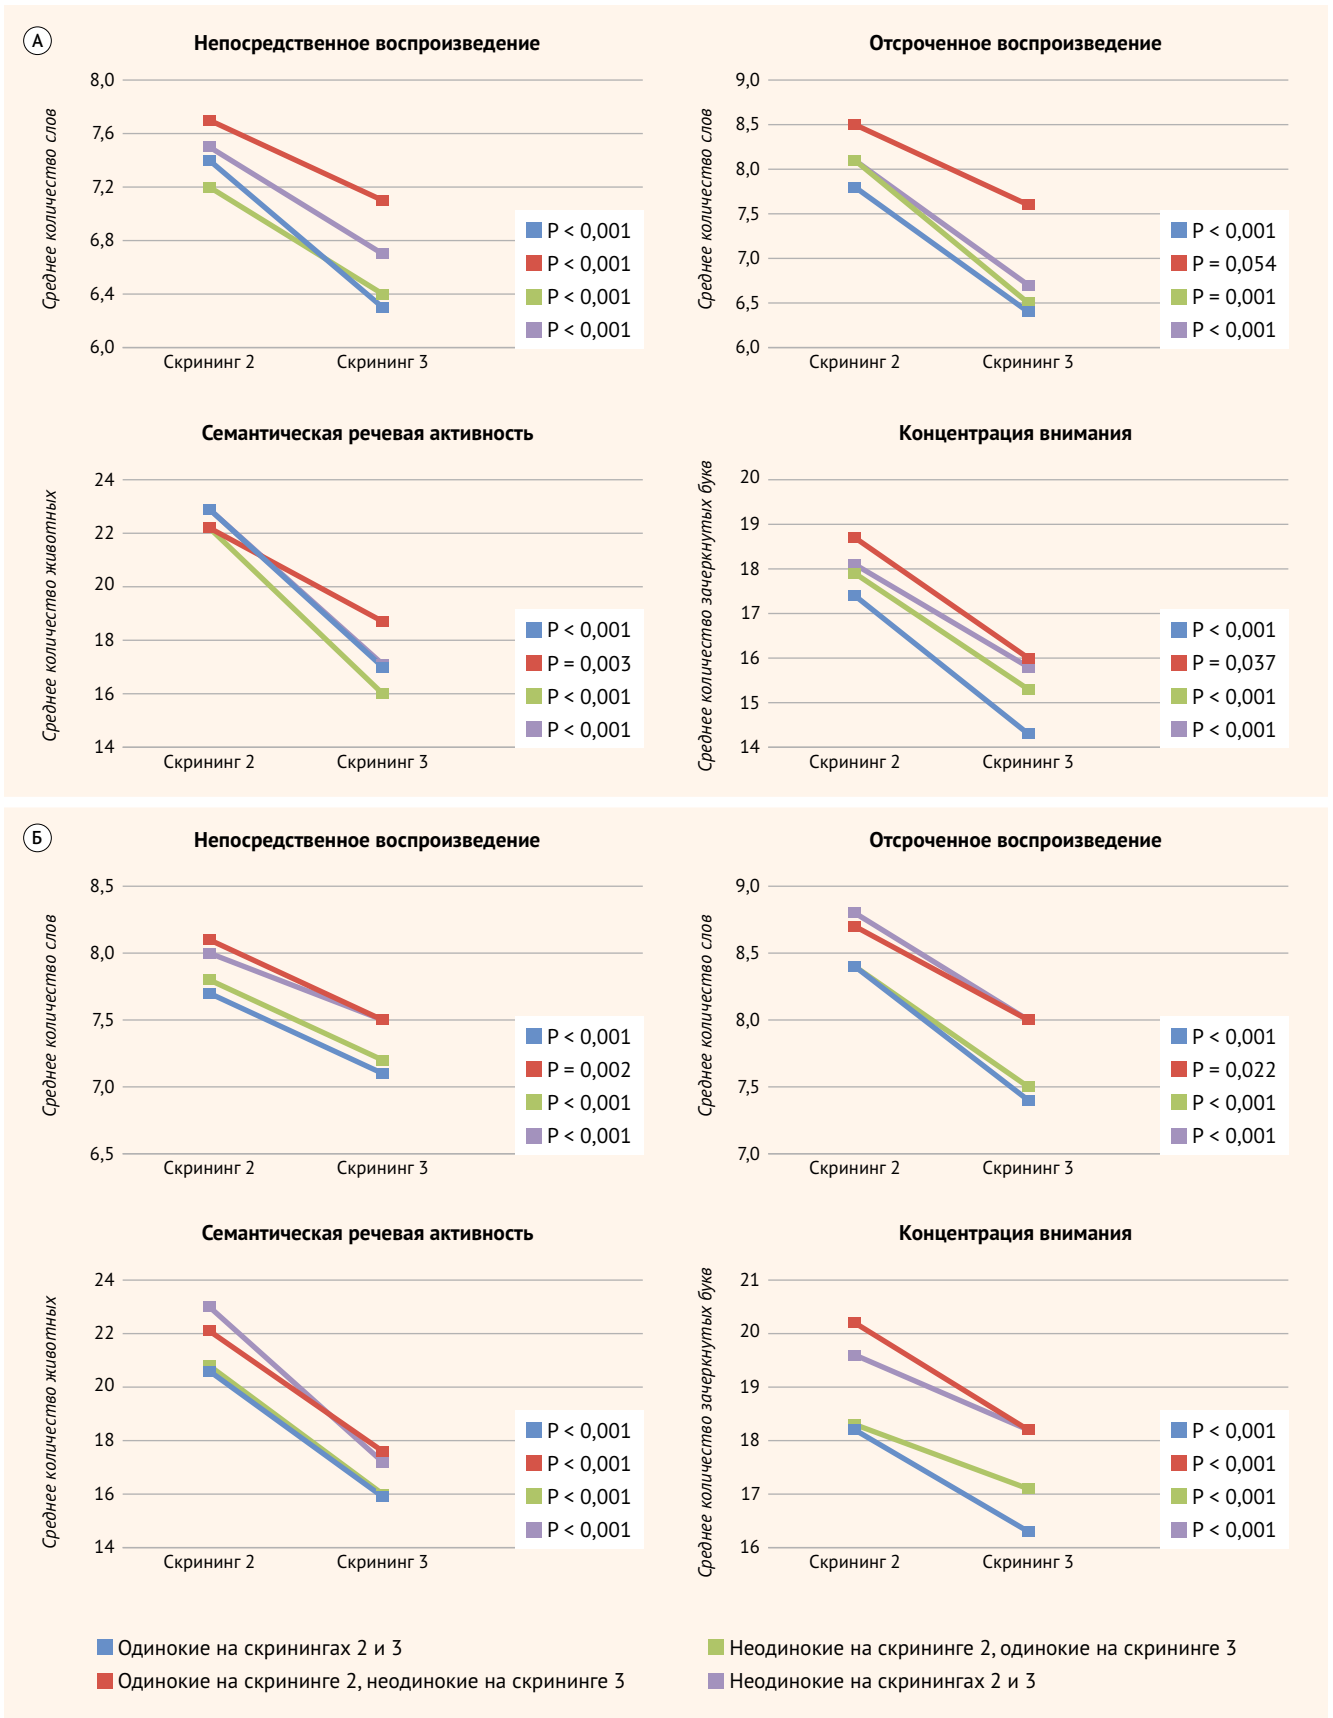 А
Непосредственное воспроизведение
Среднее количество слов
8,0
7,6
7,2
6,8
6,4
6,0
Скрининг 2
Скрининг 3
P < 0,001
P < 0,001
P < 0,001
P < 0,001
Отсроченное воспроизведение
Среднее количество слов
9,0
8,5
8,0
7,5
7,0
6,5
6,0
Скрининг 2
Скрининг 3
P < 0,001
P = 0,054
P = 0,001
P < 0,001
Семантическая речевая активность
Среднее количество животных
24
22
20
18
16
14
Скрининг 2
Скрининг 3
P < 0,001
P = 0,003
P < 0,001
P < 0,001
Концентрация внимания
Среднее количество зачеркнутых букв
20
19
18
17
16
15
14
Скрининг 2
Скрининг 3
P < 0,001
P = 0,037
P < 0,001
P < 0,001
Б
Непосредственное воспроизведение
Среднее количество слов
8,5
8,0
7,5
7,0
6,5
Скрининг 2
Скрининг 3
P < 0,001
P = 0,002
P < 0,001
P < 0,001
Отсроченное воспроизведение
Среднее количество слов
9,0
8,5
8,0
7,5
7,0
Скрининг 2
Скрининг 3
P < 0,001
P = 0,022
P < 0,001
P < 0,001
Семантическая речевая активность
Среднее количество животных
24
22
20
18
16
14
Скрининг 2
Скрининг 3
P < 0,001
P < 0,001
P < 0,001
P < 0,001
Концентрация внимания
Среднее количество зачеркнутых букв
21
20
19
18
17
16
Скрининг 2
Скрининг 3
P < 0,001
P < 0,001
P < 0,001
P < 0,001
Одинокие на скринингах 2 и 3
Одинокие на скрининге 2, неодинокие на скрининге 3
Неодинокие на скрининге 2, одинокие на скрининге 3
Неодинокие на скринингах 2 и 3